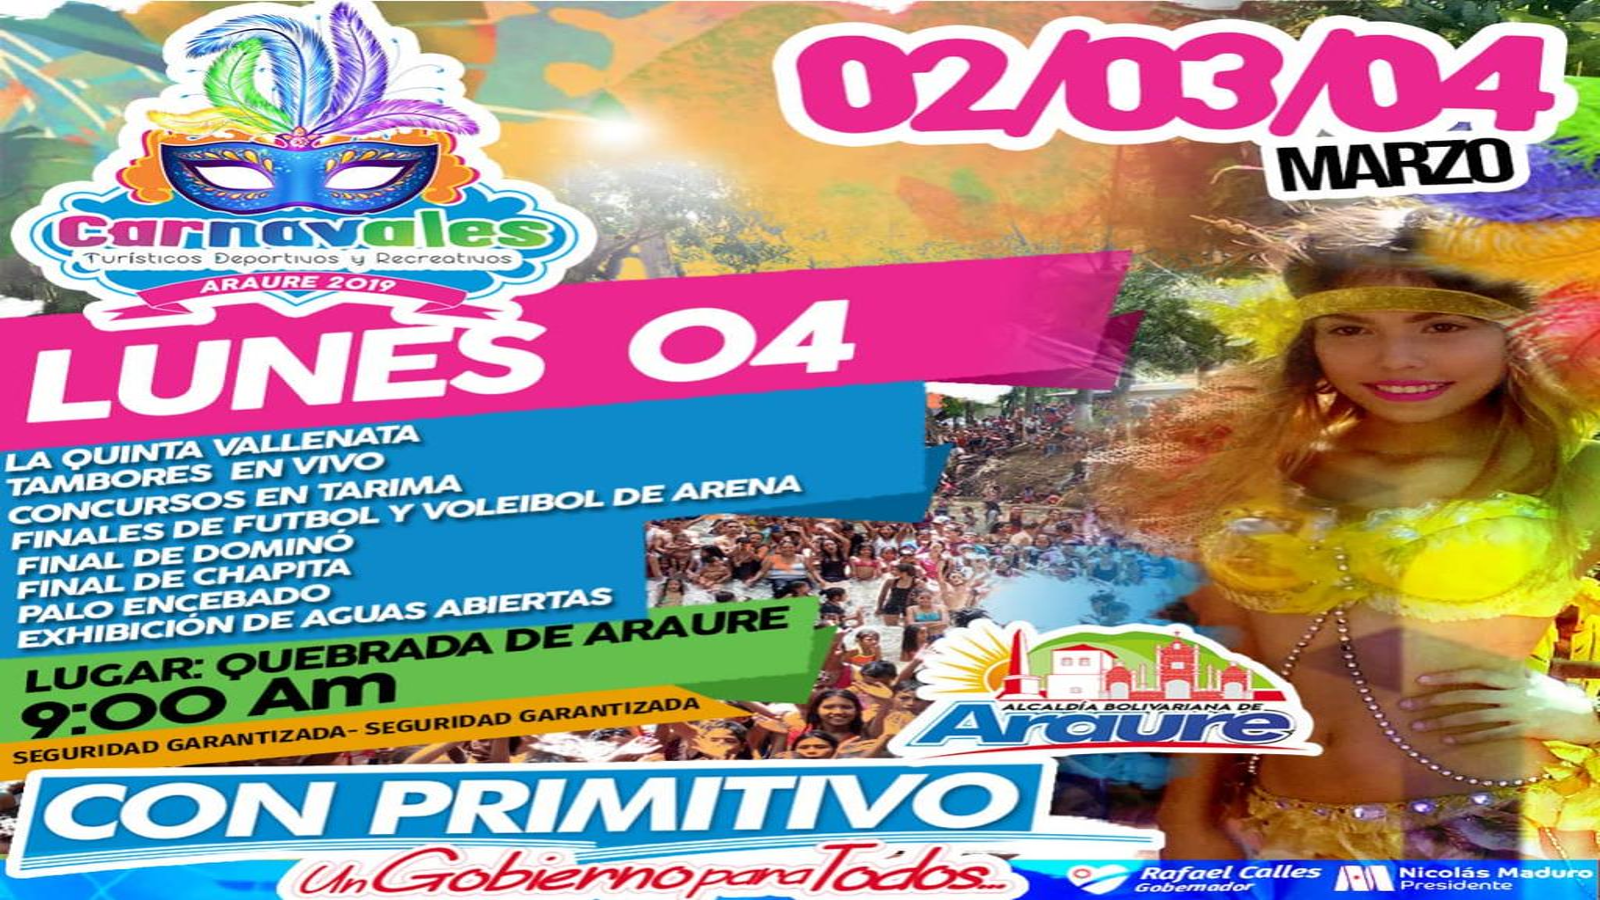 02/03/04
MARZO
Carnavales
Turísticos Deportivos y Recreativos
ARAURE 2019
LUNES 04
LA QUINTA VALLENATA
TAMBORES EN VIVO
CONCURSOS EN TARIMA
FINALES DE FUTBOL Y VOLEIBOL DE ARENA
FINAL DE DOMINÓ
FINAL DE CHAPITA
PALO ENCEBADO
EXHIBICIÓN DE AGUAS ABIERTAS
LUGAR: QUEBRADA DE ARAURE
9:00 Am
SEGURIDAD GARANTIZADA- SEGURIDAD GARANTIZADA
ALCALDÍA BOLIVARIANA DE
Araure
CON PRIMITIVO
Un Gobierno para Todos...
Rafael Calles
Gobernador
Nicolás Maduro
Presidente